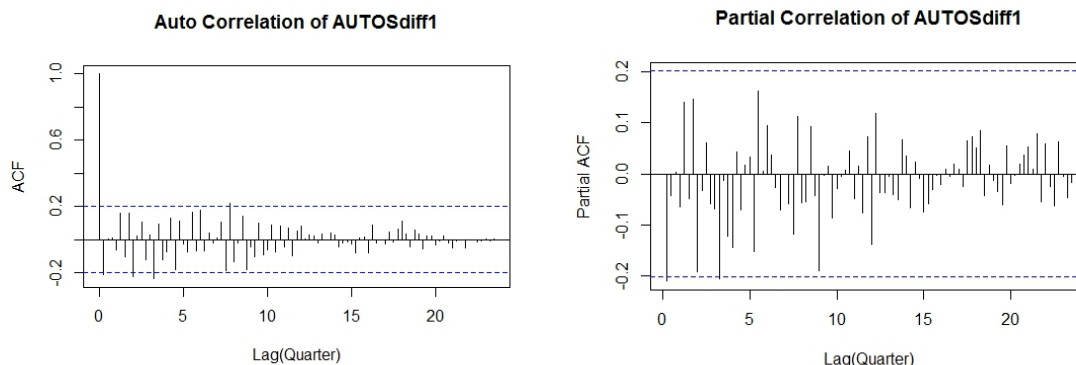 Auto Correlation of AUTOSdiff1
ACF
1.0
0.6
0.2
-0.2
0 5 10 15 20
Lag(Quarter)
Partial Correlation of AUTOSdiff1
Partial ACF
0.2
0.1
0.0
-0.1
-0.2
0 5 10 15 20
Lag(Quarter)